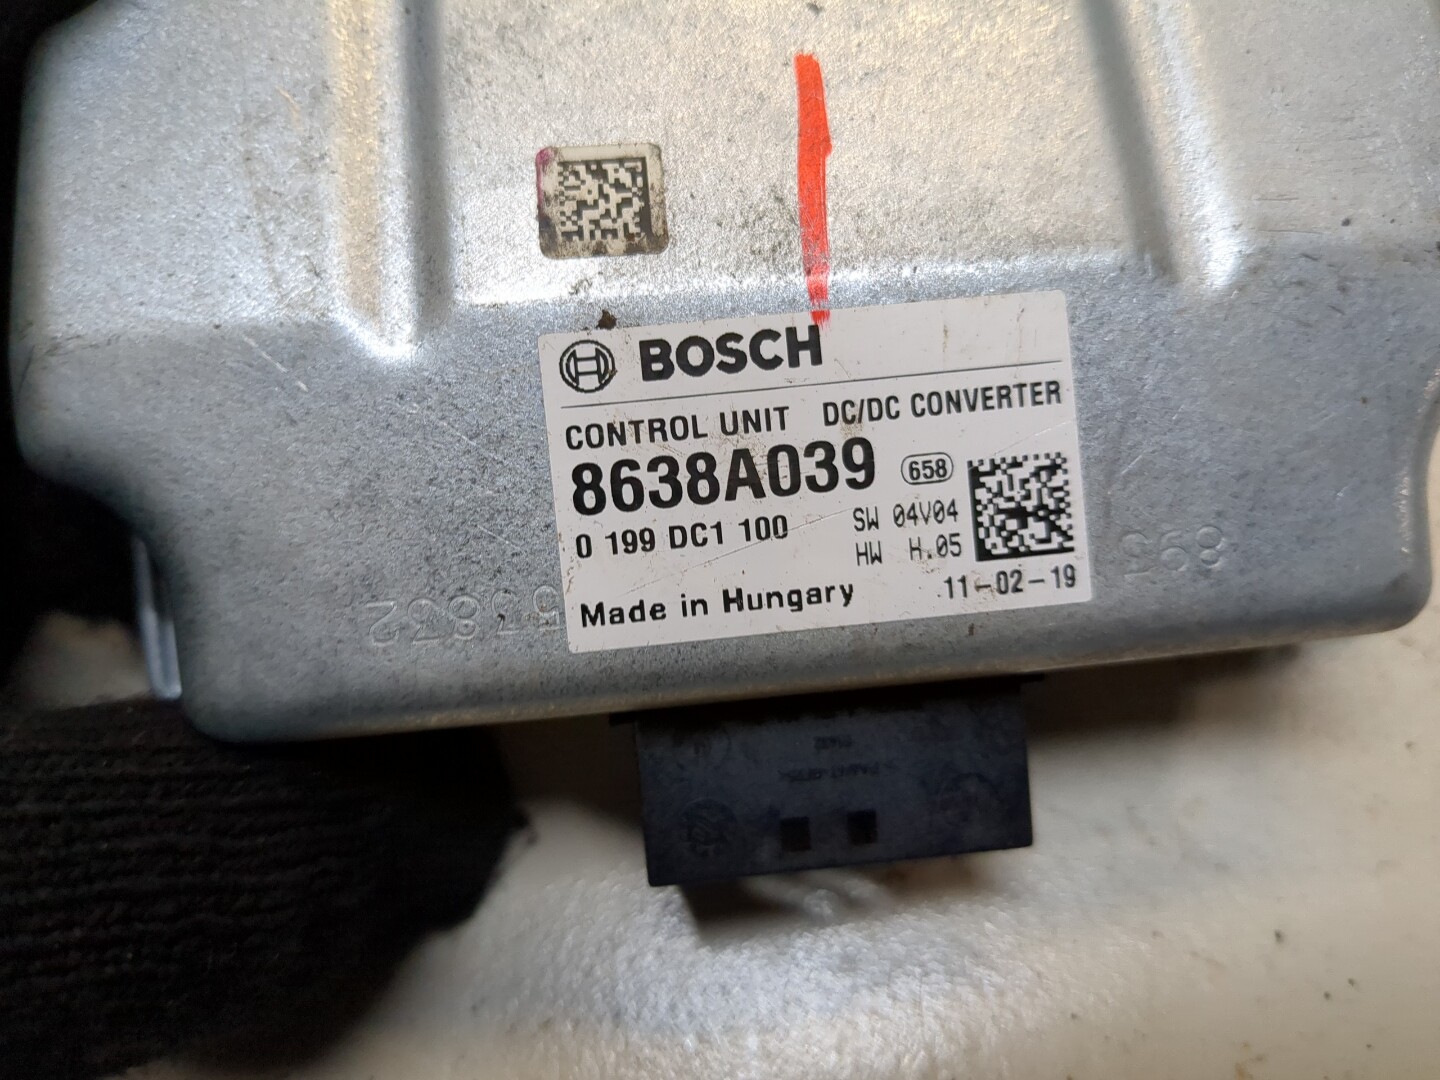 BOSCH
CONTROL UNIT DC/DC CONVERTER
8638A039 658
0 199 DC1 100 SW 04V04
HW H.05
Made in Hungary 11-02-19